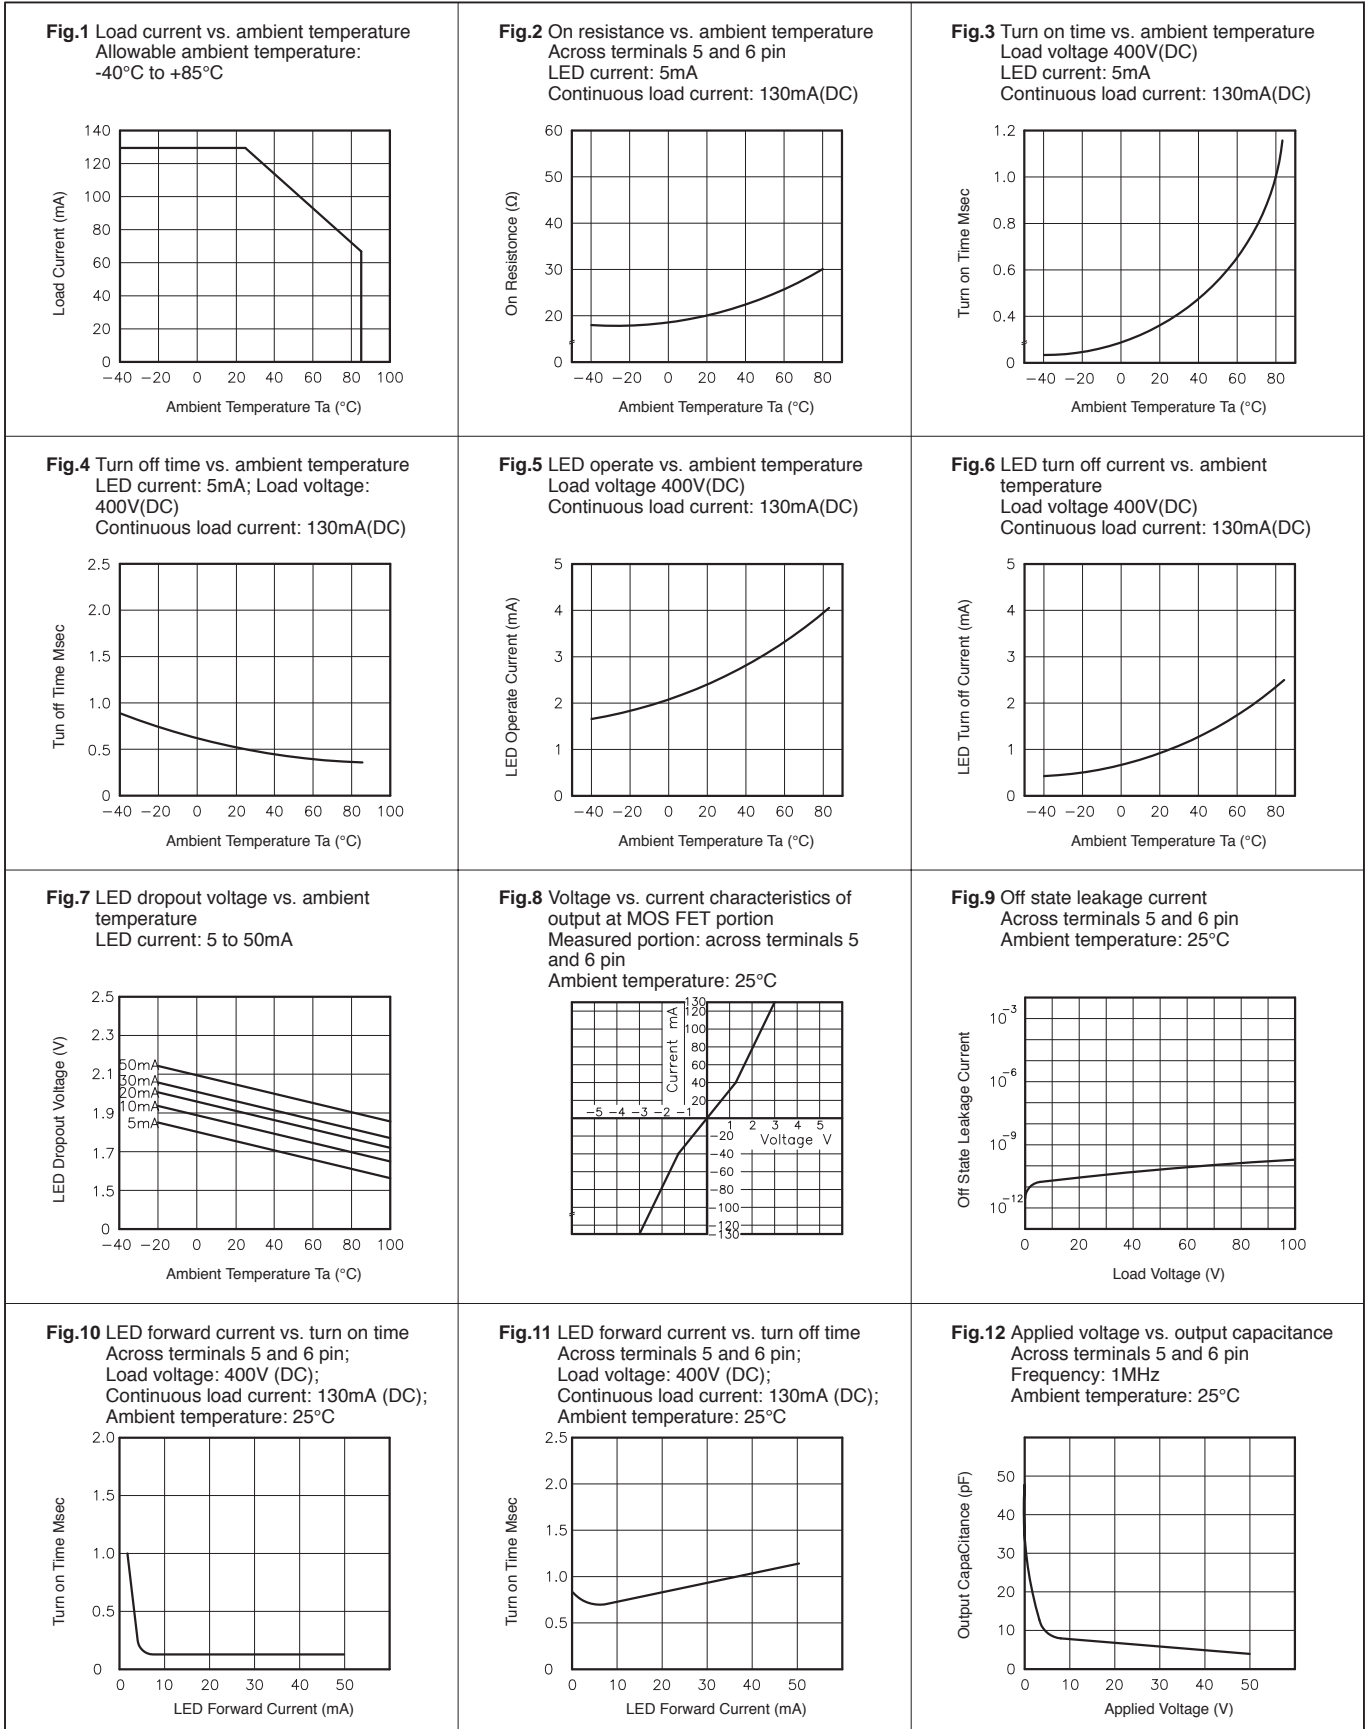 Fig.1 Load current vs. ambient temperature
Allowable ambient temperature:
-40°C to +85°C
140
120
100
80
60
40
20
0
Load Current (mA)
−40 −20 0 20 40 60 80 100
Ambient Temperature Ta (°C)
Fig.2 On resistance vs. ambient temperature
Across terminals 5 and 6 pin
LED current: 5mA
Continuous load current: 130mA(DC)
60
50
40
30
20
0
On Resistonce (Ω)
−40 −20 0 20 40 60 80
Ambient Temperature Ta (°C)
Fig.3 Turn on time vs. ambient temperature
Load voltage 400V(DC)
LED current: 5mA
Continuous load current: 130mA(DC)
1.2
1.0
0.8
0.6
0.4
0
Turn on Time Msec
−40 −20 0 20 40 60 80
Ambient Temperature Ta (°C)
Fig.4 Turn off time vs. ambient temperature
LED current: 5mA; Load voltage:
400V(DC)
Continuous load current: 130mA(DC)
2.5
2.0
1.5
1.0
0.5
0
Tun off Time Msec
−40 −20 0 20 40 60 80 100
Ambient Temperature Ta (°C)
Fig.5 LED operate vs. ambient temperature
Load voltage 400V(DC)
Continuous load current: 130mA(DC)
5
4
3
2
1
0
LED Operate Current (mA)
−40 −20 0 20 40 60 80
Ambient Temperature Ta (°C)
Fig.6 LED turn off current vs. ambient
temperature
Load voltage 400V(DC)
Continuous load current: 130mA(DC)
5
4
3
2
1
0
LED Turn off Current (mA)
−40 −20 0 20 40 60 80
Ambient Temperature Ta (°C)
Fig.7 LED dropout voltage vs. ambient
temperature
LED current: 5 to 50mA
2.5
2.3
2.1
1.9
1.7
1.5
0
LED Dropout Voltage (V)
50mA
30mA
20mA
10mA
5mA
−40 −20 0 20 40 60 80 100
Ambient Temperature Ta (°C)
Fig.8 Voltage vs. current characteristics of
output at MOS FET portion
Measured portion: across terminals 5
and 6 pin
Ambient temperature: 25°C
130
120
100
80
60
40
20
Current mA
−5 −4 −3 −2 −1
1 2 3 4 5
Voltage V
−20
−40
−60
−80
−100
−120
−130
Fig.9 Off state leakage current
Across terminals 5 and 6 pin
Ambient temperature: 25°C
10−3
10−6
10−9
10−12
Off State Leakage Current
0 20 40 60 80 100
Load Voltage (V)
Fig.10 LED forward current vs. turn on time
Across terminals 5 and 6 pin;
Load voltage: 400V (DC);
Continuous load current: 130mA (DC);
Ambient temperature: 25°C
2.0
1.5
1.0
0.5
0
Turn on Time Msec
0 10 20 30 40 50
LED Forward Current (mA)
Fig.11 LED forward current vs. turn off time
Across terminals 5 and 6 pin;
Load voltage: 400V (DC);
Continuous load current: 130mA (DC);
Ambient temperature: 25°C
2.5
2.0
1.5
1.0
0.5
0
Turn on Time Msec
0 10 20 30 40 50
LED Forward Current (mA)
Fig.12 Applied voltage vs. output capacitance
Across terminals 5 and 6 pin
Frequency: 1MHz
Ambient temperature: 25°C
50
40
30
20
10
0
Output CapaCitance (pF)
0 10 20 30 40 50
Applied Voltage (V)